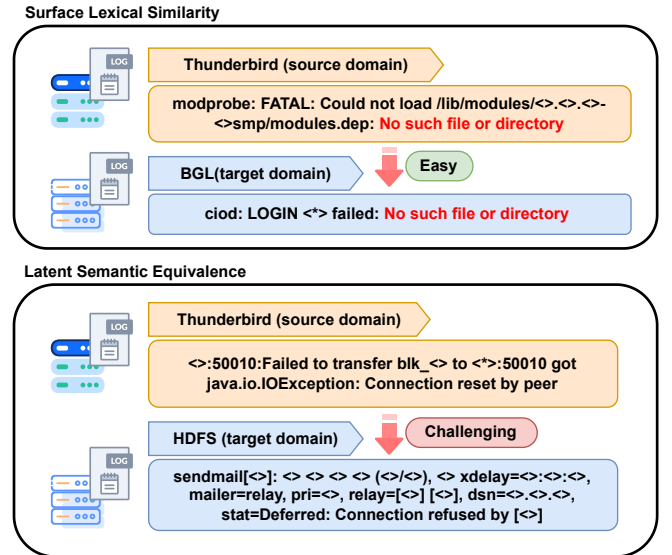 Surface Lexical Similarity
LOG
Thunderbird (source domain)
modprobe: FATAL: Could not load /lib/modules/<>.<>.<>-
<>smp/modules.dep: No such file or directory
LOG
BGL(target domain)
Easy
ciod: LOGIN <*> failed: No such file or directory
Latent Semantic Equivalence
LOG
Thunderbird (source domain)
<>:50010:Failed to transfer blk_<> to <*>:50010 got
java.io.IOException: Connection reset by peer
LOG
HDFS (target domain)
Challenging
sendmail[<>]: <> <> <> <> (<>/<>), <> xdelay=<>:<>:<>,
mailer=relay, pri=<>, relay=[<>] [<>], dsn=<>.<>.<>,
stat=Deferred: Connection refused by [<>]